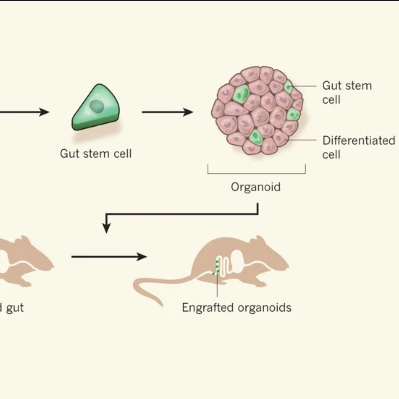 Gut stem
cell
Gut stem cell
Differentiated
cell
Organoid
gut
Engrafted organoids